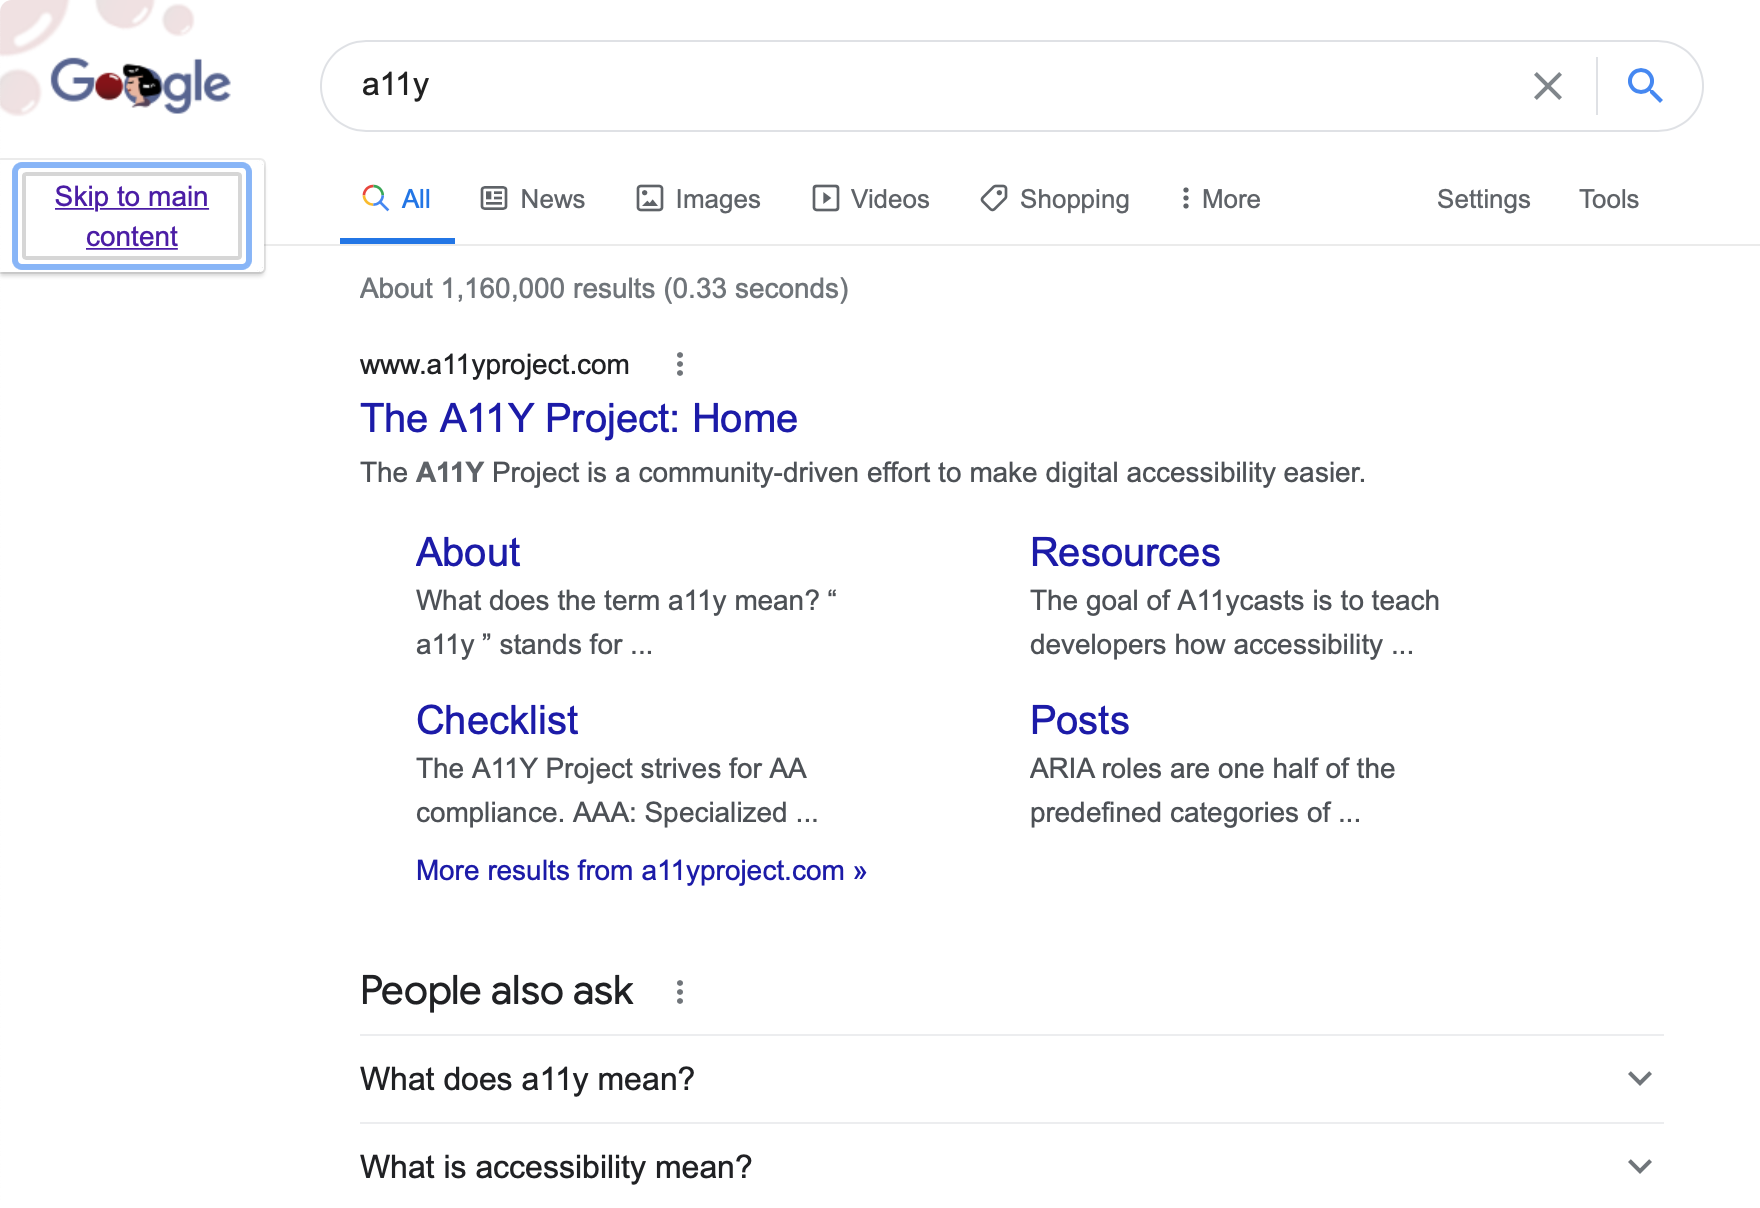 Google
a11y
Skip to main
content
All
News
Images
Videos
Shopping
More
Settings
Tools
About 1,160,000 results (0.33 seconds)
www.a11yproject.com
The A11Y Project: Home
The A11Y Project is a community-driven effort to make digital accessibility easier.
About
What does the term a11y mean? “
a11y ” stands for ...
Resources
The goal of A11ycasts is to teach
developers how accessibility ...
Checklist
The A11Y Project strives for AA
compliance. AAA: Specialized ...
Posts
ARIA roles are one half of the
predefined categories of ...
More results from a11yproject.com »
People also ask
What does a11y mean?
What is accessibility mean?